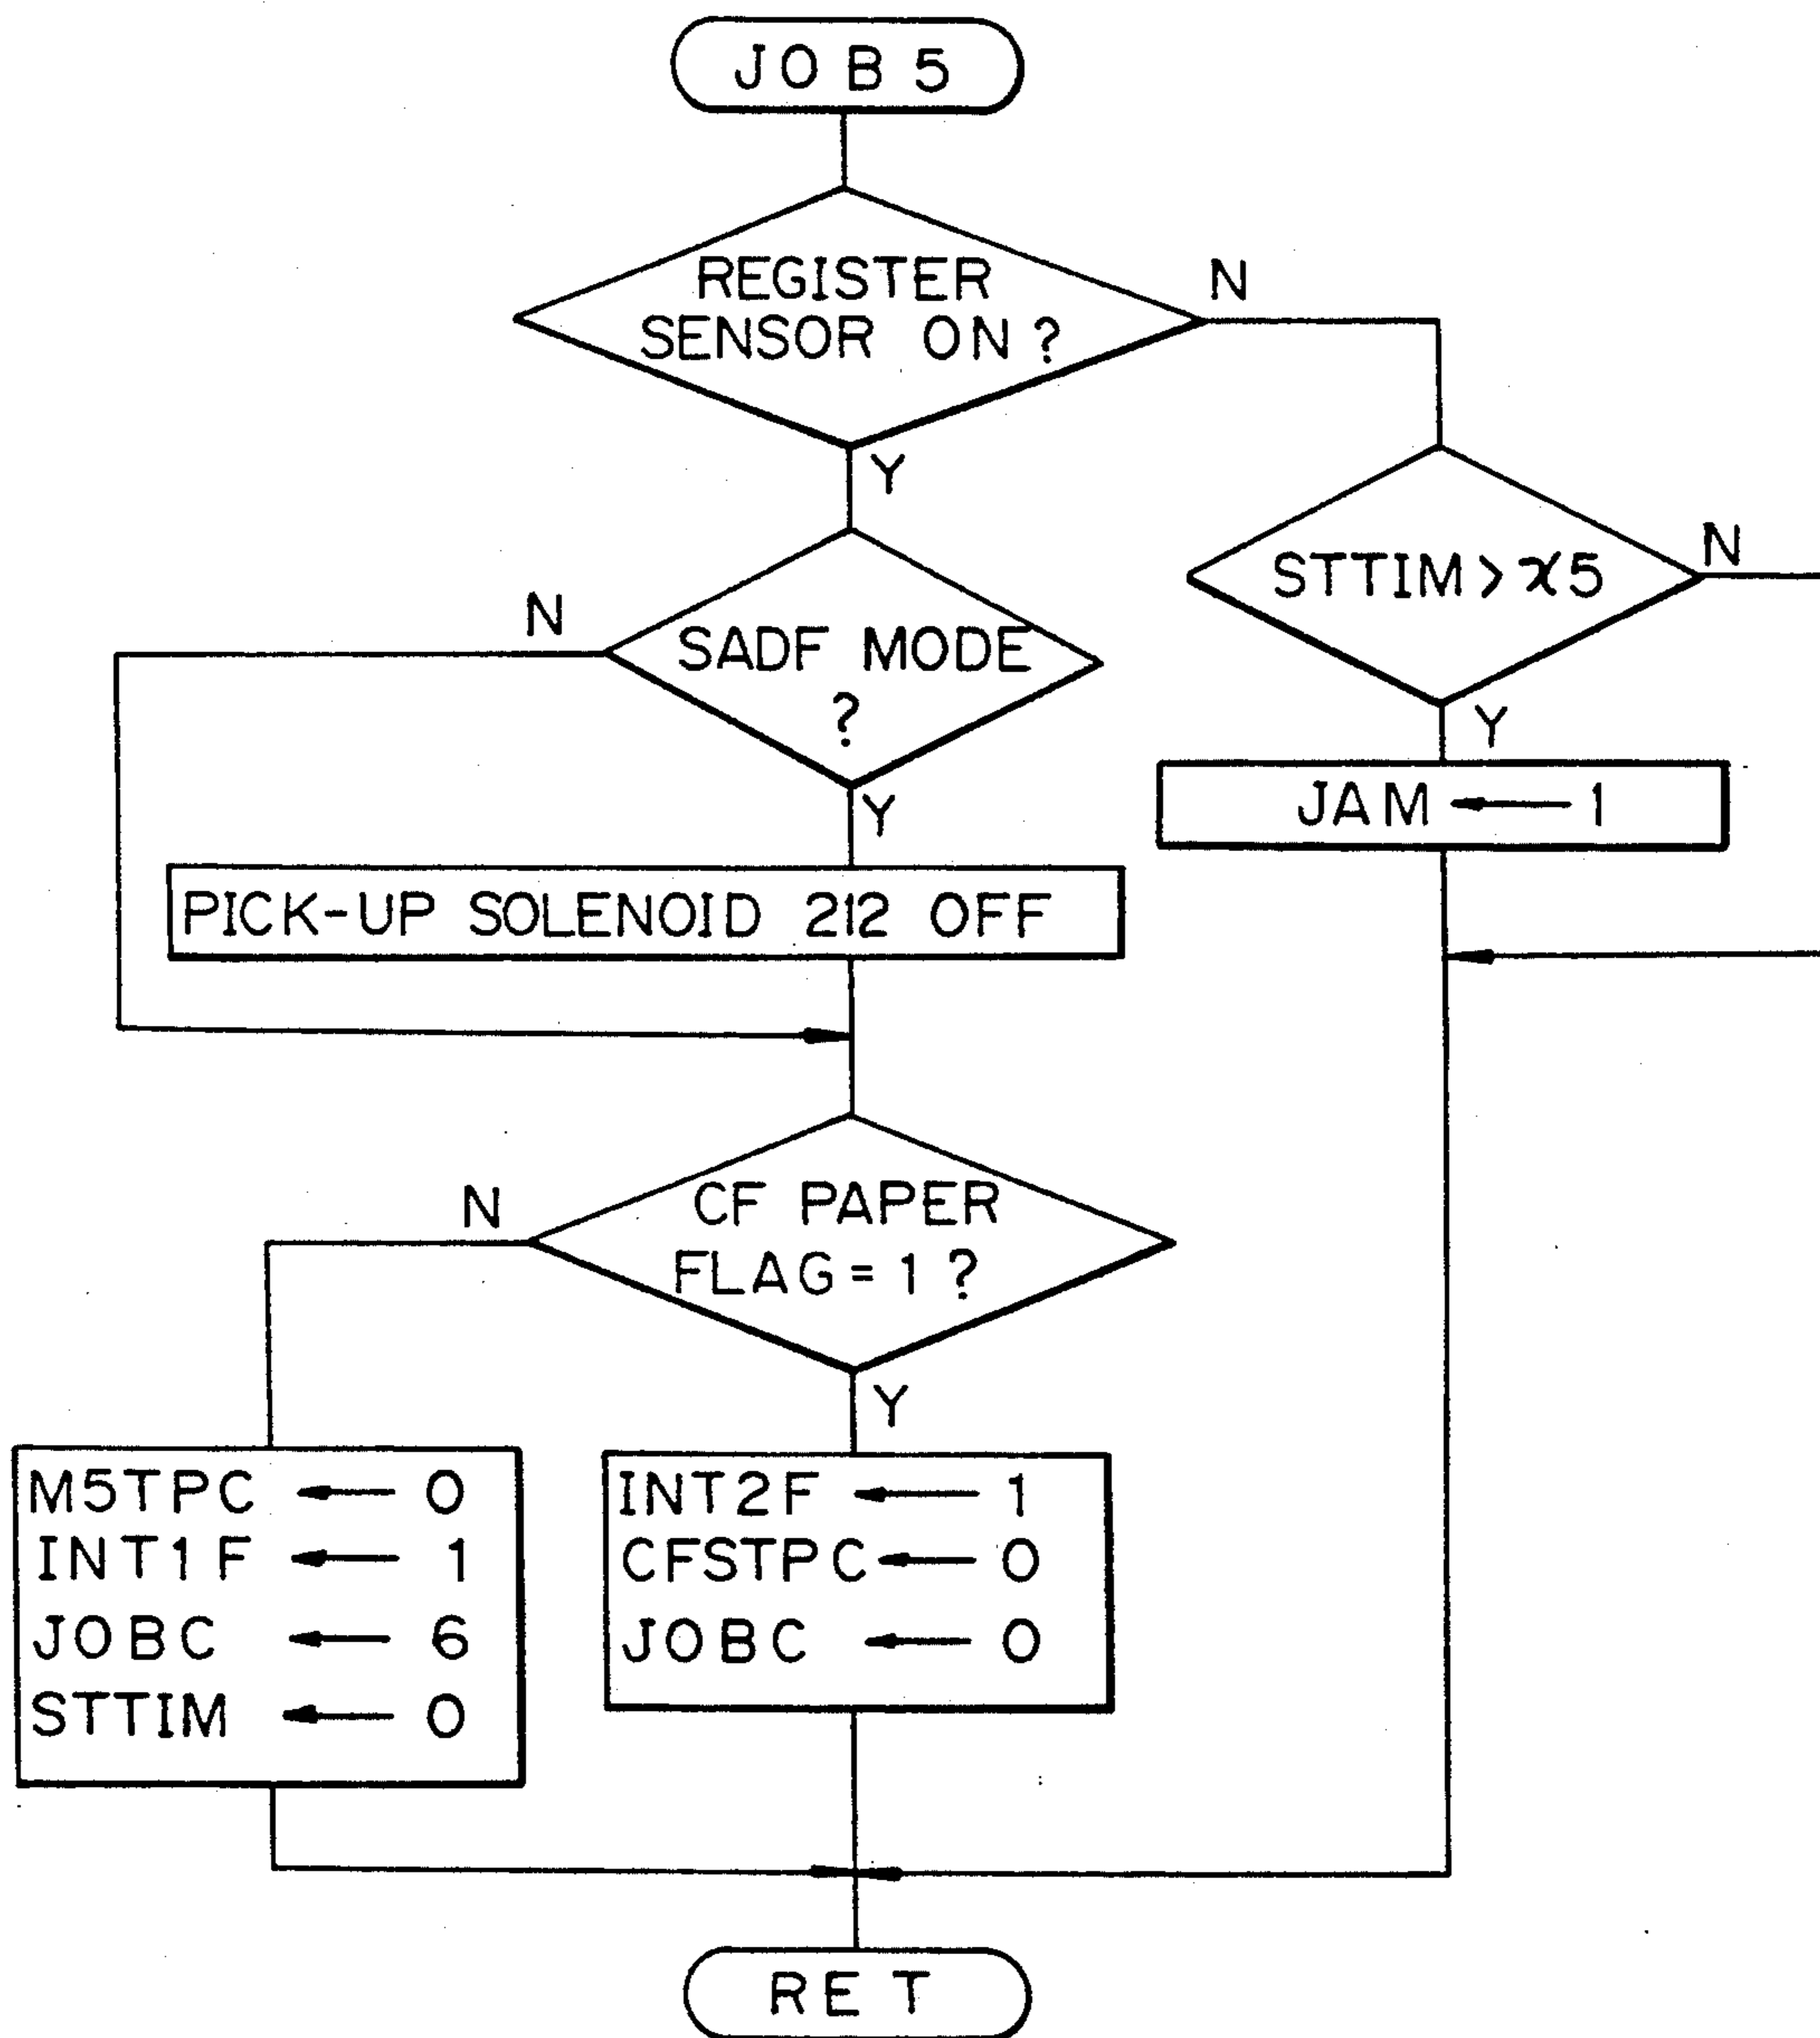 JOB5
REGISTER
SENSOR ON ?
N
Y
STTIM > x5
N
Y
SADF MODE
?
N
Y
JAM ← 1
PICK-UP SOLENOID 212 OFF
CF PAPER
FLAG = 1 ?
N
Y
M5TPC ← 0
INT1F ← 1
JOBC ← 6
STTIM ← 0
INT2F ← 1
CFSTPC ← 0
JOBC ← 0
RET